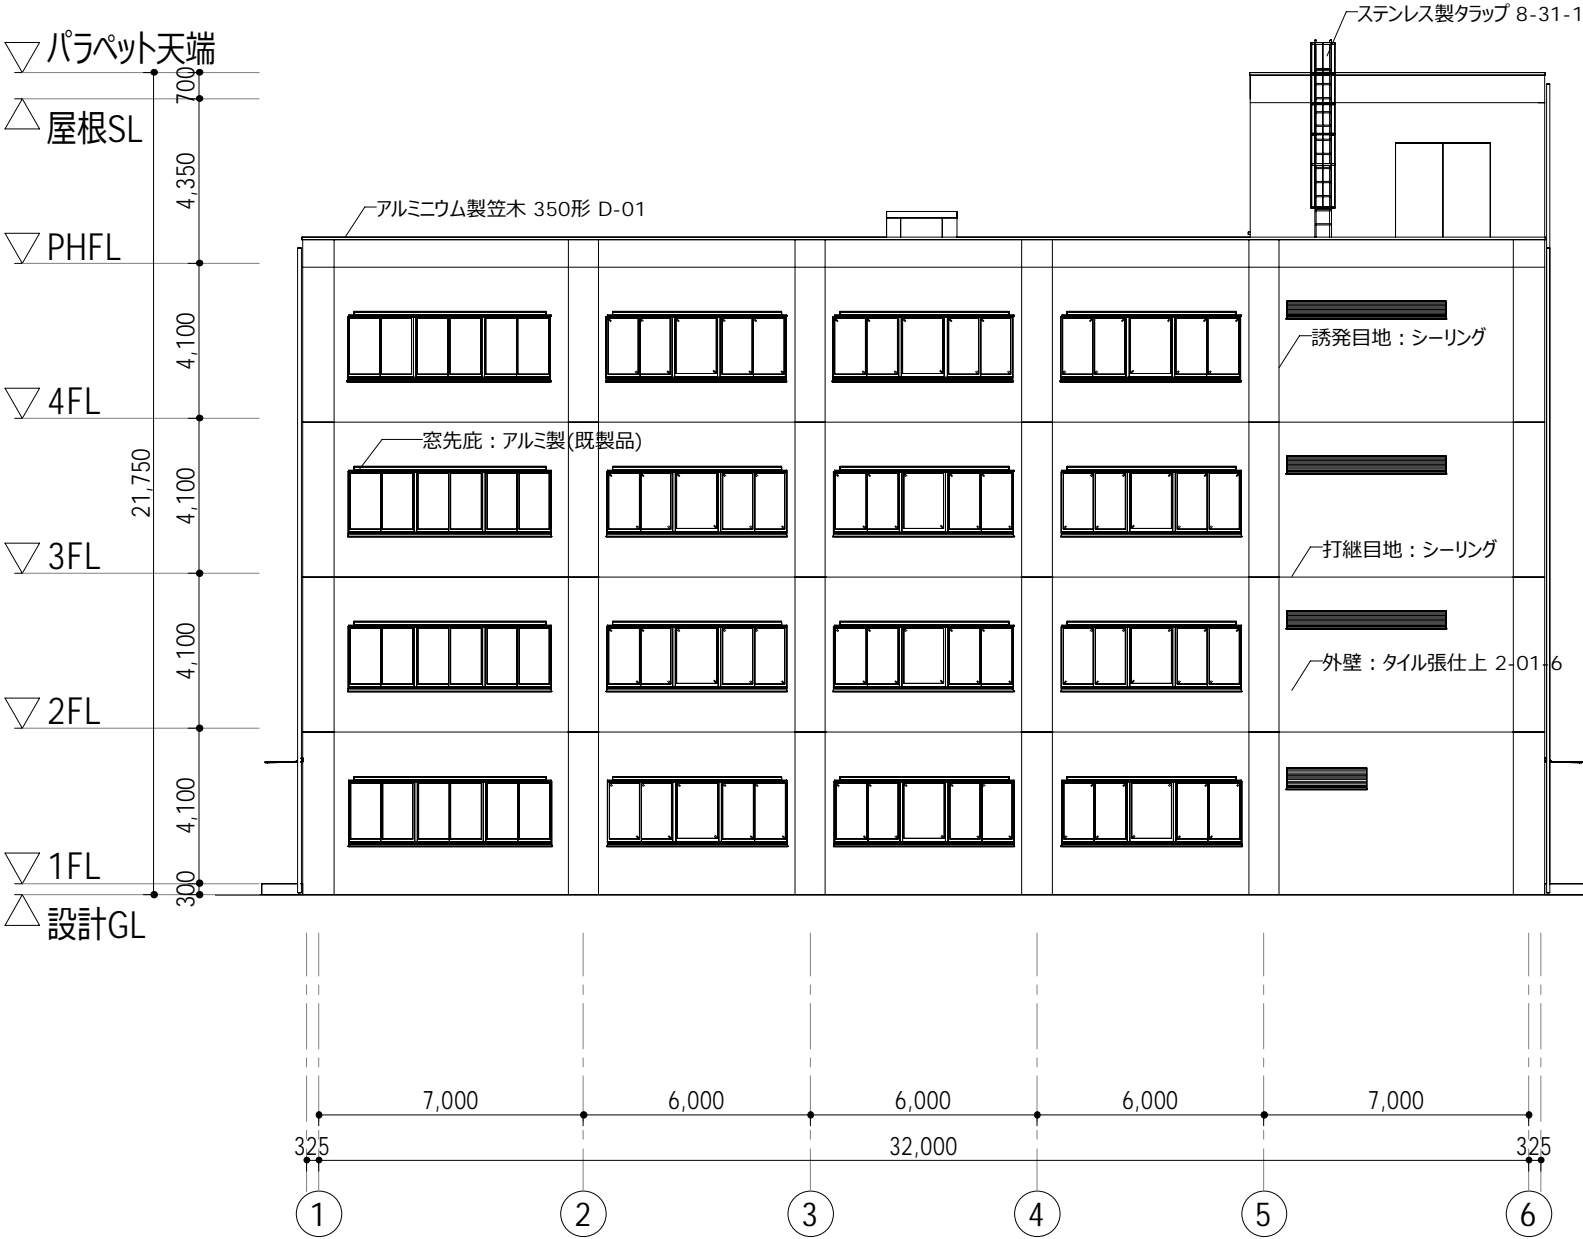 ステンレス製タラップ 8-31-1
パラペット天端
700
屋根SL
4,350
アルミニウム製笠木 350形 D-01
PHFL
4,100
誘発目地：シーリング
4FL
窓先庇：アルミ製(既製品)
21,750
4,100
3FL
打継目地：シーリング
4,100
外壁：タイル張仕上 2-01-6
2FL
4,100
1FL
300
設計GL
7,000
6,000
6,000
6,000
7,000
325
32,000
325
1
2
3
4
5
6